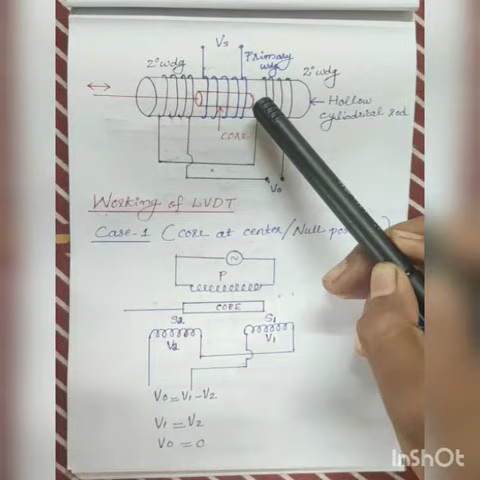 Vs
2° wdg
Primary
wdg
2° wdg
Hollow
cylindrical rod
CORE
Vo
Working of LVDT
Case-1 (core at center/Null pos )
P
CORE
S2
S1
V2
V1
Vo = V1 - V2
V1 = V2
Vo = 0
InShOt